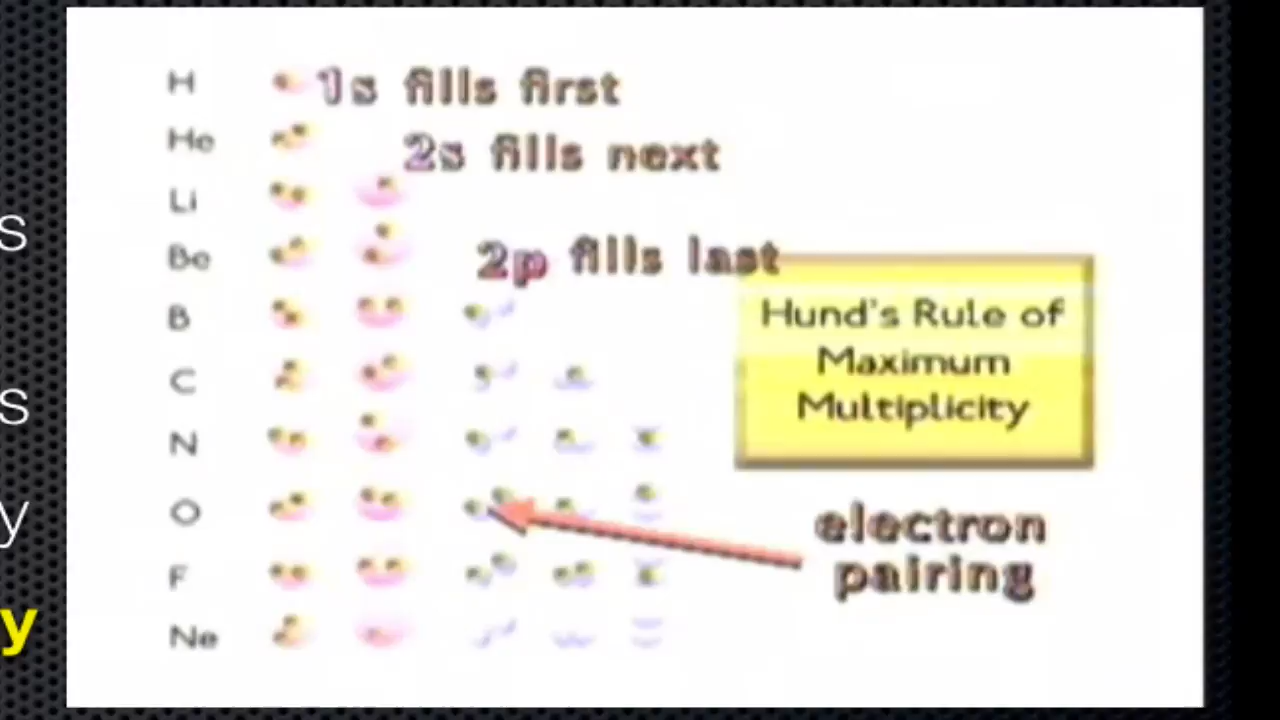 H
1s fills first
He
2s fills next
Li
s
Be
2p fills last
B
Hund's Rule of
Maximum
Multiplicity
C
s
N
O
y
electron
pairing
F
y
Ne